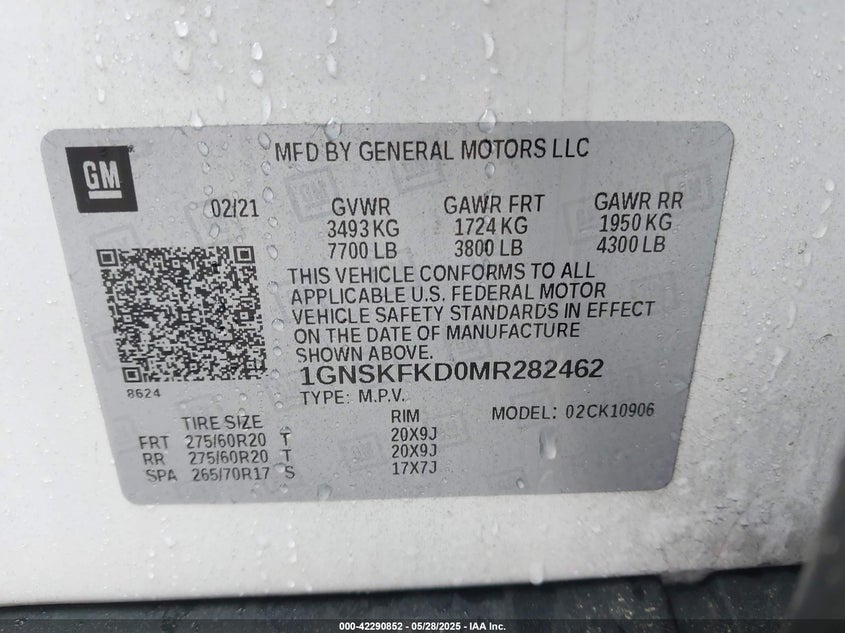 GM
MFD BY GENERAL MOTORS LLC
02/21 GVWR GAWR FRT GAWR RR
3493 KG 1724 KG 1950 KG
7700 LB 3800 LB 4300 LB
THIS VEHICLE CONFORMS TO ALL
APPLICABLE U.S. FEDERAL MOTOR
VEHICLE SAFETY STANDARDS IN EFFECT
ON THE DATE OF MANUFACTURE
SHOWN ABOVE.
1GNSKFKD0MR282462
8624
TYPE: M.P.V. MODEL: 02CK10906
TIRE SIZE RIM
FRT 275/60R20 T 20X9J
RR 275/60R20 T 20X9J
SPA 265/70R17 S 17X7J
000-42290852 - 05/28/2025 - IAA Inc.